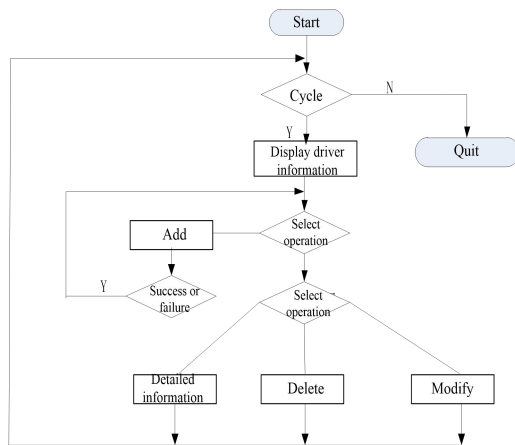 Start
Cycle
N
Y
Quit
Display driver
information
Add
Select
operation
Y
Success or
failure
Select
operation
Detailed
information
Delete
Modify